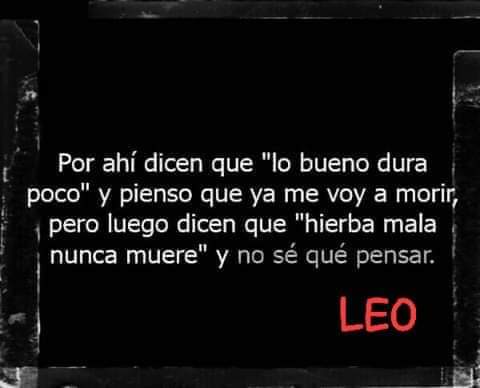 Por ahí dicen que "lo bueno dura
poco" y pienso que ya me voy a morir,
pero luego dicen que "hierba mala
nunca muere" y no sé qué pensar.
LEO